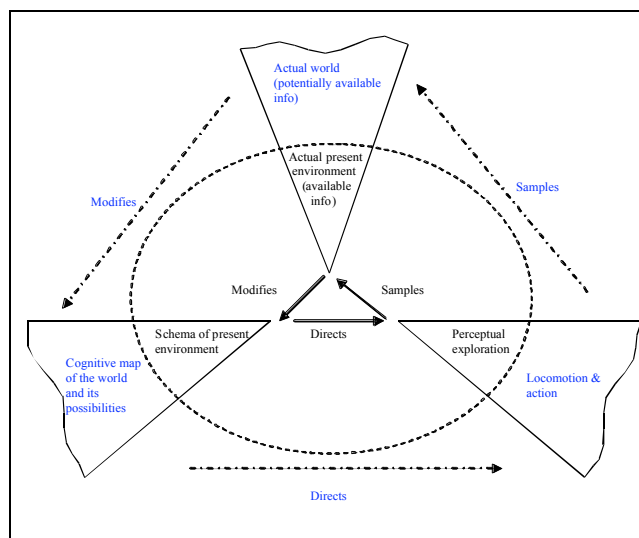 Actual world
(potentially available
info)
Actual present
environment
(available
info)
Modifies
Samples
Modifies
Samples
Directs
Schema of present
environment
Perceptual
exploration
Cognitive map
of the world
and its
possibilities
Locomotion &
action
Directs